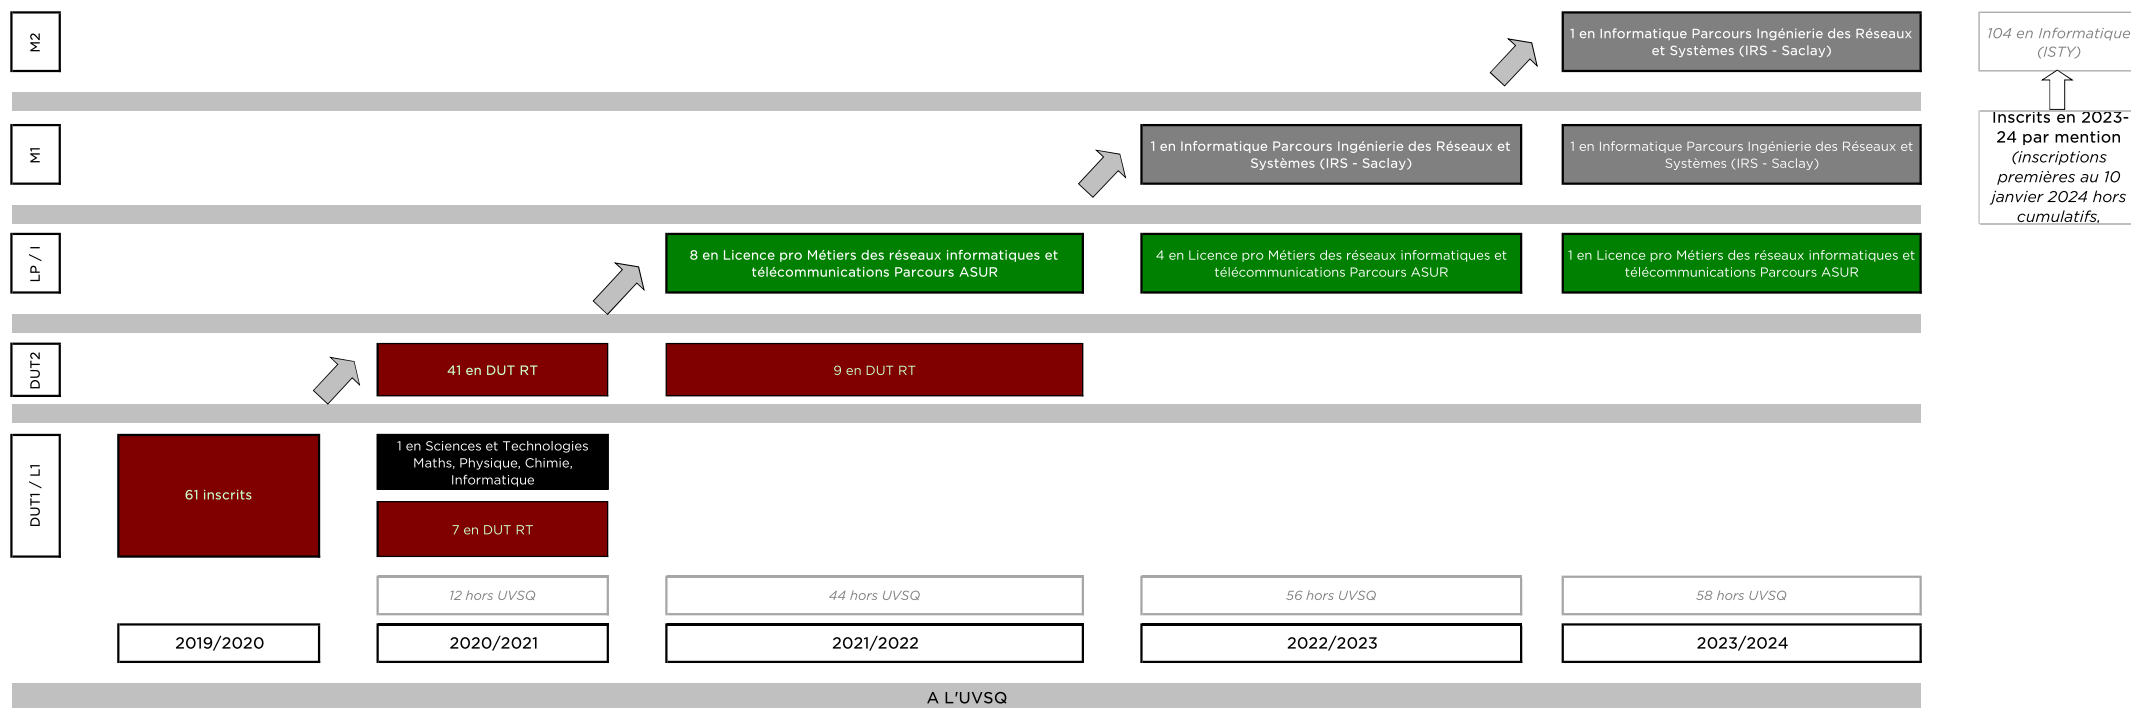 M2
1 en Informatique Parcours Ingénierie des Réseaux
et Systèmes (IRS - Saclay)
104 en Informatique
(ISTY)
M1
1 en Informatique Parcours Ingénierie des Réseaux et
Systèmes (IRS - Saclay)
1 en Informatique Parcours Ingénierie des Réseaux et
Systèmes (IRS - Saclay)
Inscrits en 2023-
24 par mention
(inscriptions
premières au 10
janvier 2024 hors
cumulatifs,
LP / I
8 en Licence pro Métiers des réseaux informatiques et
télécommunications Parcours ASUR
4 en Licence pro Métiers des réseaux informatiques et
télécommunications Parcours ASUR
1 en Licence pro Métiers des réseaux informatiques et
télécommunications Parcours ASUR
DUT2
41 en DUT RT
9 en DUT RT
DUT1 / L1
61 inscrits
1 en Sciences et Technologies
Maths, Physique, Chimie,
Informatique
7 en DUT RT
12 hors UVSQ
44 hors UVSQ
56 hors UVSQ
58 hors UVSQ
2019/2020
2020/2021
2021/2022
2022/2023
2023/2024
A L'UVSQ